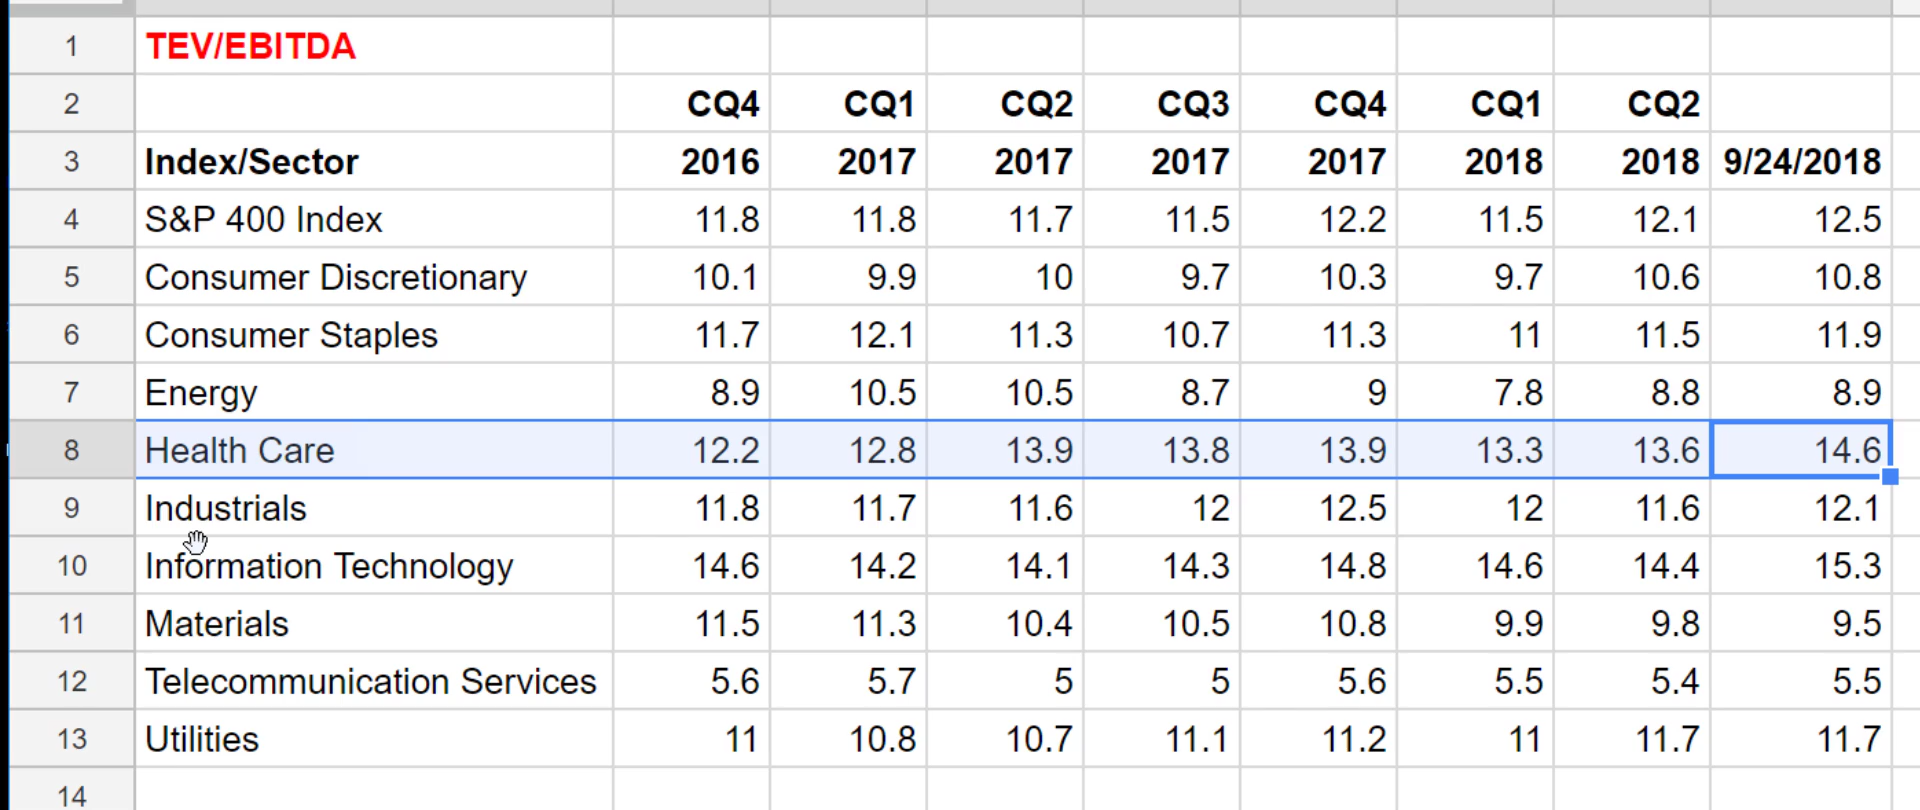 1 TEV/EBITDA
2 CQ4 CQ1 CQ2 CQ3 CQ4 CQ1 CQ2
3 Index/Sector 2016 2017 2017 2017 2017 2018 2018 9/24/2018
4 S&P 400 Index 11.8 11.8 11.7 11.5 12.2 11.5 12.1 12.5
5 Consumer Discretionary 10.1 9.9 10 9.7 10.3 9.7 10.6 10.8
6 Consumer Staples 11.7 12.1 11.3 10.7 11.3 11 11.5 11.9
7 Energy 8.9 10.5 10.5 8.7 9 7.8 8.8 8.9
8 Health Care 12.2 12.8 13.9 13.8 13.9 13.3 13.6 14.6
9 Industrials 11.8 11.7 11.6 12 12.5 12 11.6 12.1
10 Information Technology 14.6 14.2 14.1 14.3 14.8 14.6 14.4 15.3
11 Materials 11.5 11.3 10.4 10.5 10.8 9.9 9.8 9.5
12 Telecommunication Services 5.6 5.7 5 5 5.6 5.5 5.4 5.5
13 Utilities 11 10.8 10.7 11.1 11.2 11 11.7 11.7
14